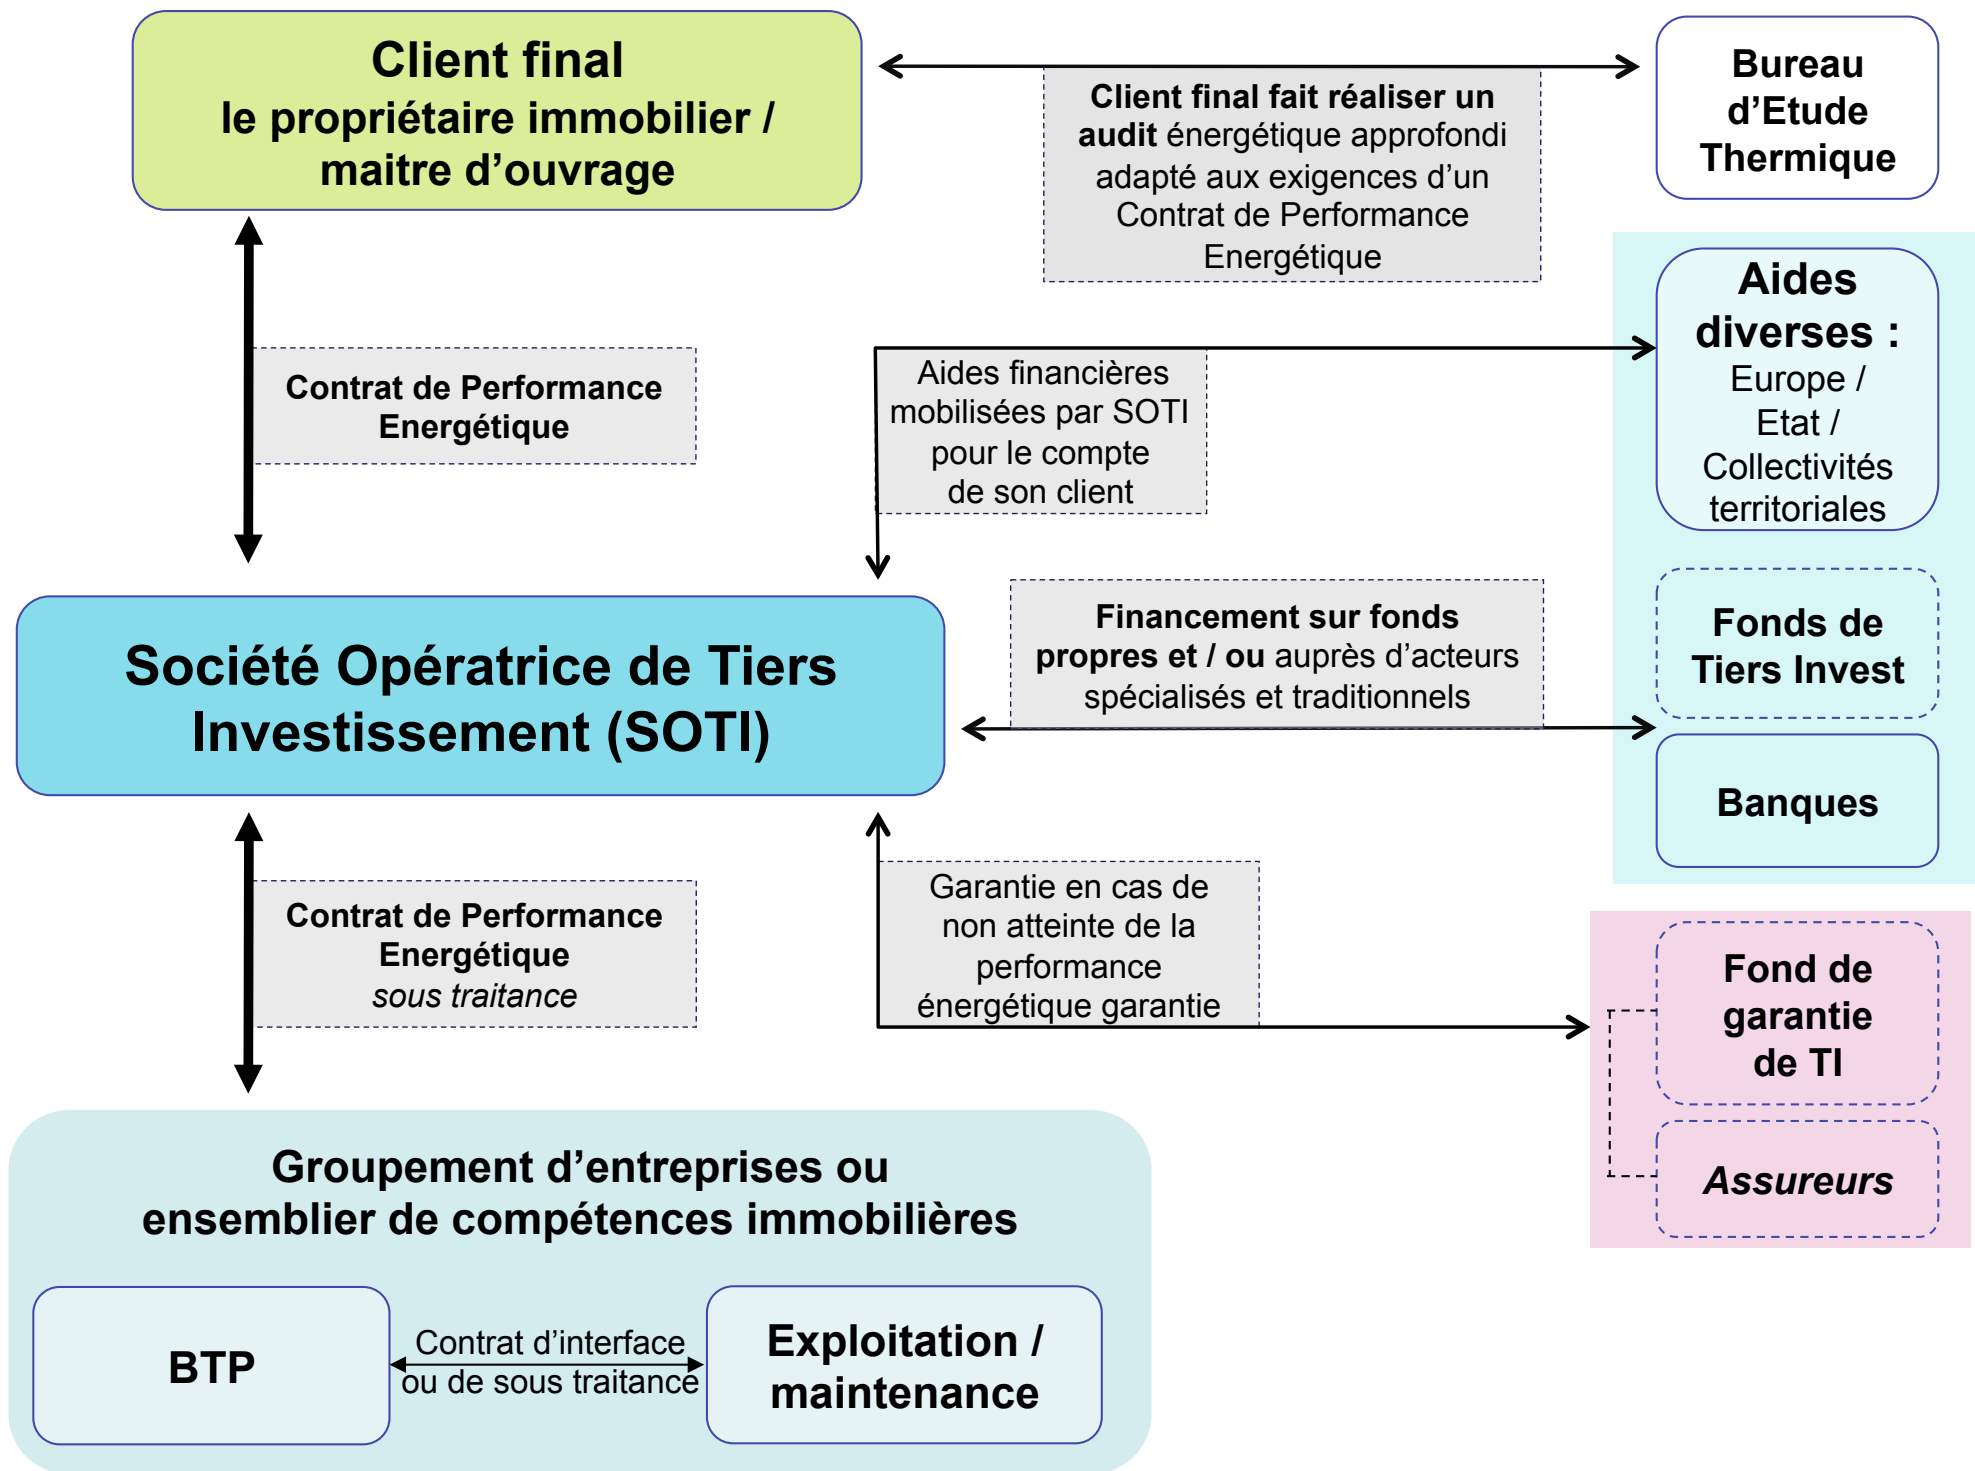 Client final
le propriétaire immobilier /
maitre d’ouvrage
Client final fait réaliser un
audit énergétique approfondi
adapté aux exigences d’un
Contrat de Performance
Energétique
Bureau
d’Etude
Thermique
Contrat de Performance
Energétique
Aides financières
mobilisées par SOTI
pour le compte
de son client
Aides
diverses :
Europe /
Etat /
Collectivités
territoriales
Société Opératrice de Tiers
Investissement (SOTI)
Financement sur fonds
propres et / ou auprès d’acteurs
spécialisés et traditionnels
Fonds de
Tiers Invest
Banques
Contrat de Performance
Energétique
sous traitance
Garantie en cas de
non atteinte de la
performance
énergétique garantie
Fond de
garantie
de TI
Assureurs
Groupement d’entreprises ou
ensemblier de compétences immobilières
BTP
Contrat d’interface
ou de sous traitance
Exploitation /
maintenance